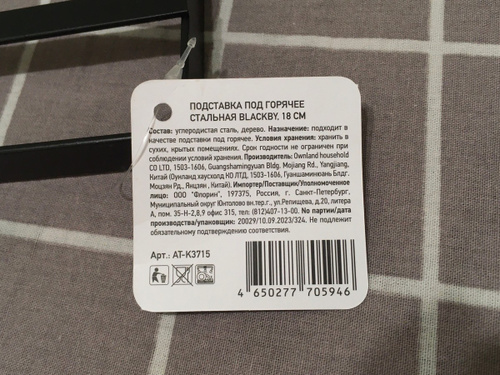 ПОДСТАВКА ПОД ГОРЯЧЕЕ
СТАЛЬНАЯ BLACKBY, 18 СМ
Состав: углеродистая сталь, дерево. Назначение: подходит в
качестве подставки под горячее. Условия хранения: хранить в
сухих, крытых помещениях. Срок годности не ограничен при
соблюдении условий хранения. Производитель: Ownland household
CO LTD, 1503-1606, Guangshamingyuan Bldg. Mojiang Rd., Yangjiang,
Китай (Оунланд хаусхолд КО ЛТД, 1503-1606, Гуаншаминюань Блдг.
Моцзян Рд., Янцзян , Китай). Импортер/Поставщик/Уполномоченное
лицо: ООО "Флорин", 197375, Россия, г. Санкт-Петербург,
Муниципальный округ Юнтолово вн.тер.г., ул.Репищева, д.20, литера
А, пом. 35-Н-2,8,9 офис 315, тел: (812)407-13-00. No партии/дата
производства/упаковщик: 20029/10.09.2023/324. Не подлежит
обязательному подтверждению соответствия.
Арт.: AT-K3715
4 650277 705946